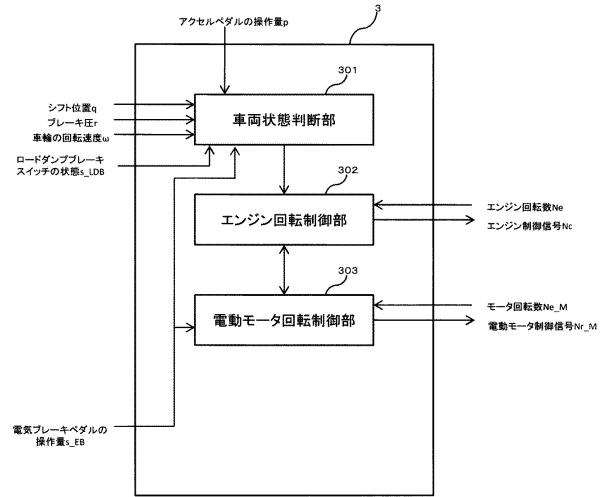 アクセルペダルの操作量p
3
301
シフト位置q
ブレーキ圧r
車輪の回転速度ω
車両状態判断部
ロードダンプブレーキ
スイッチの状態s_LDB
302
エンジン回転制御部
エンジン回転数Ne
エンジン制御信号Nc
303
電動モータ回転制御部
モータ回転数Ne_M
電動モータ制御信号Nr_M
電気ブレーキペダルの
操作量s_EB